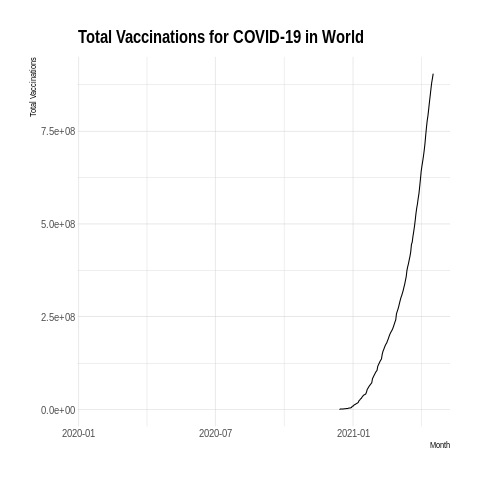 Total Vaccinations for COVID-19 in World
Total Vaccinations
7.5e+08
5.0e+08
2.5e+08
0.0e+00
2020-01 2020-07 2021-01
Month